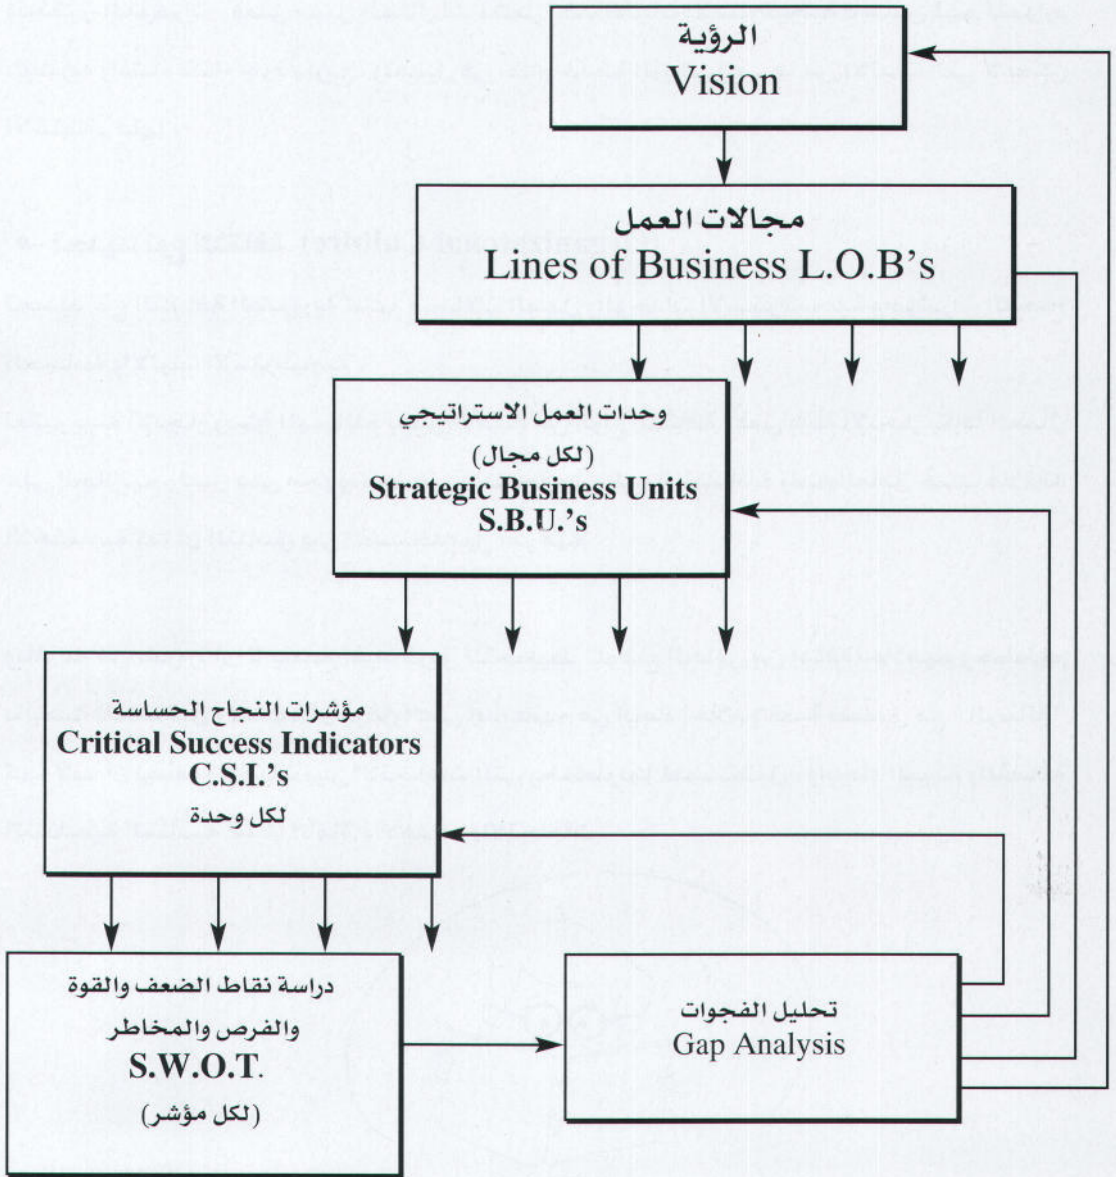 الرؤية
Vision
مجالات العمل
Lines of Business L.O.B's
وحدات العمل الاستراتيجي
(لكل مجال)
Strategic Business Units
S.B.U.'s
مؤشرات النجاح الحساسة
Critical Success Indicators
C.S.I.'s
لكل وحدة
دراسة نقاط الضعف والقوة
والفرص والمخاطر
S.W.O.T.
(لكل مؤشر)
تحليل الفجوات
Gap Analysis